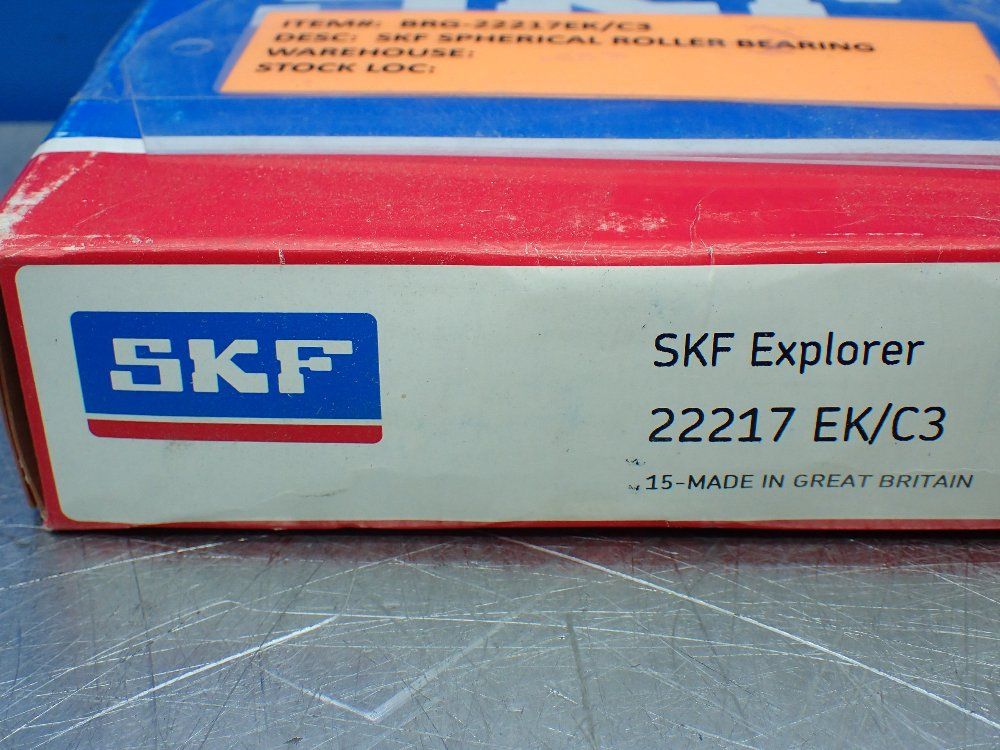 ITEM#: BRG-22217EK/C3
DESC: SKF SPHERICAL ROLLER BEARING
WAREHOUSE:
STOCK LOC:
SKF
SKF Explorer
22217 EK/C3
15-MADE IN GREAT BRITAIN